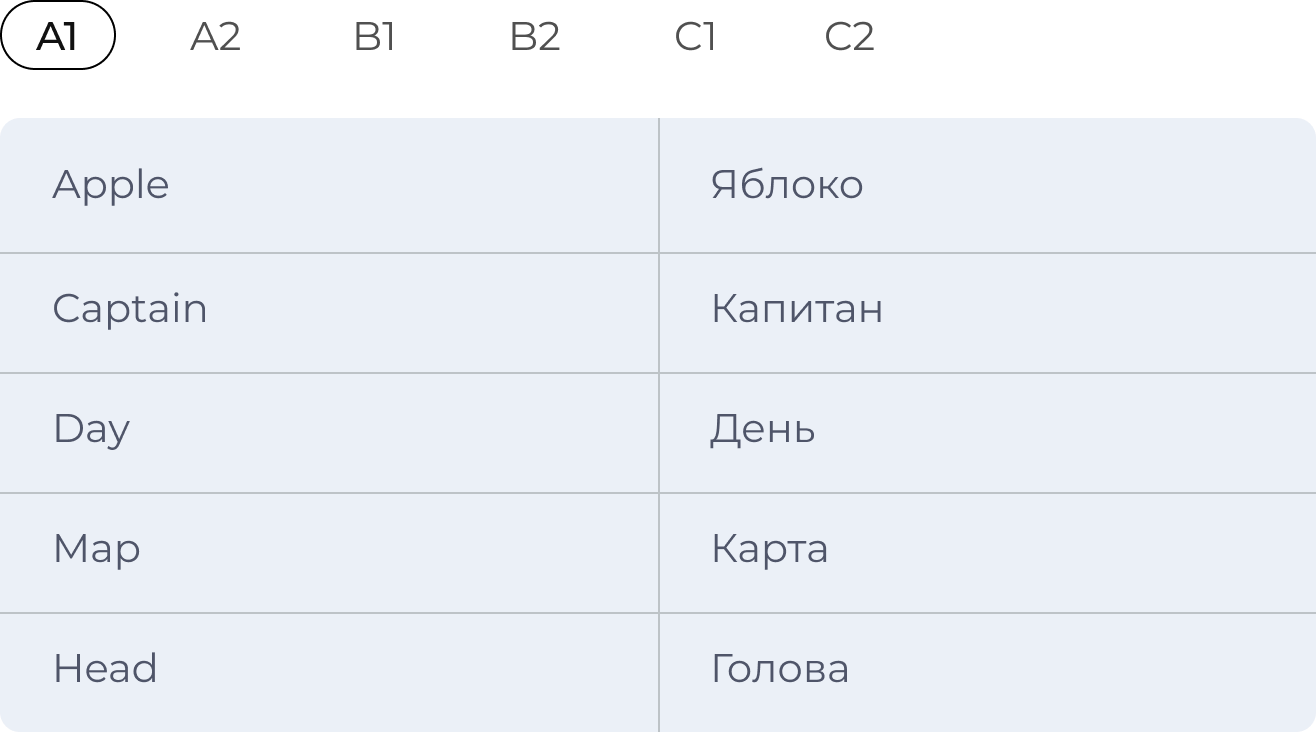 A1 A2 B1 B2 C1 C2
Apple Яблоко
Captain Капитан
Day День
Map Карта
Head Голова